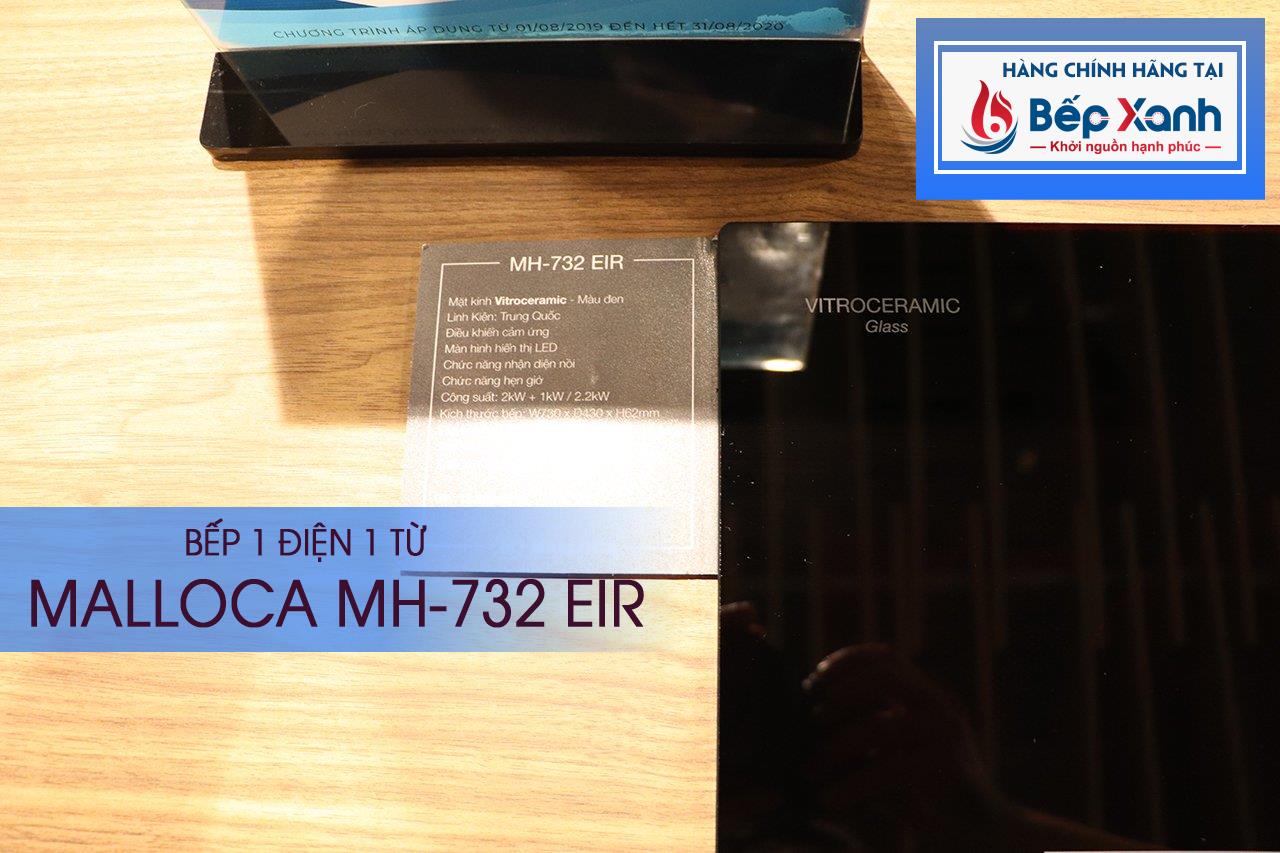 CHƯƠNG TRÌNH ÁP DỤNG TỪ 01/08/2019 ĐẾN HẾT 31/08/2020
HÀNG CHÍNH HÃNG TẠI
Bếp Xanh
Khởi nguồn hạnh phúc
MH-732 EIR
Mặt kính Vitroceramic - Màu đen
Linh Kiện: Trung Quốc
Điều khiển cảm ứng
Màn hình hiển thị LED
Chức năng nhận diện nồi
Chức năng hẹn giờ
Công suất: 2kW + 1kW / 2.2kW
Kích thước bếp: W730 x D430 x H62mm
VITROCERAMIC
Glass
BẾP 1 ĐIỆN 1 TỪ
MALLOCA MH-732 EIR